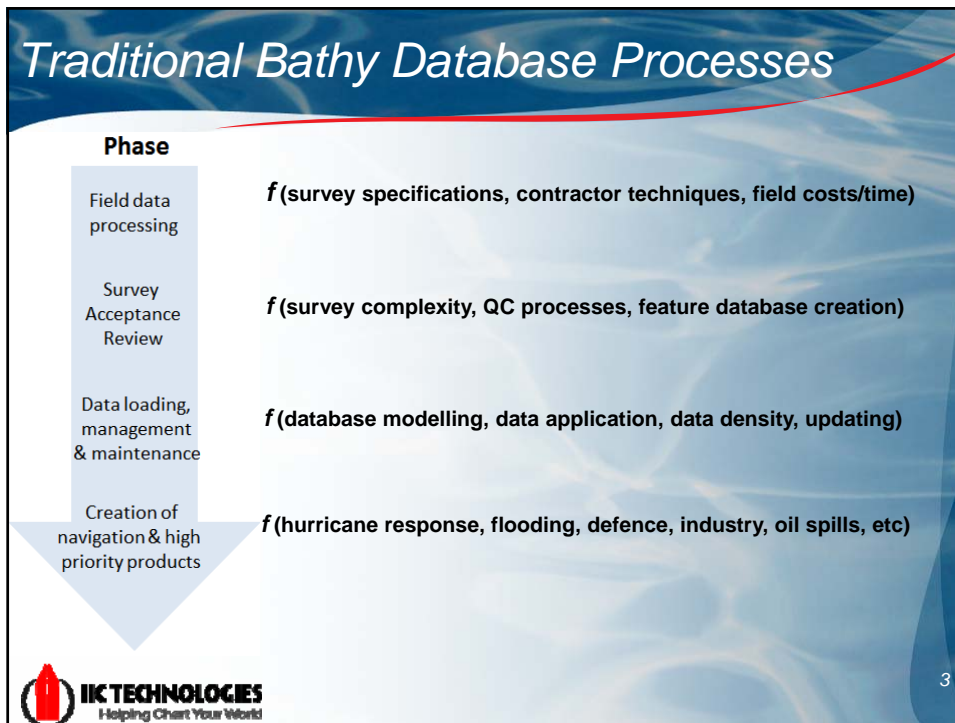 Traditional Bathy Database Processes
Phase
Field data
processing
f (survey specifications, contractor techniques, field costs/time)
Survey
Acceptance
Review
f (survey complexity, QC processes, feature database creation)
Data loading,
management
& maintenance
f (database modelling, data application, data density, updating)
Creation of
navigation & high
priority products
f (hurricane response, flooding, defence, industry, oil spills, etc)
IIC TECHNOLOGIES
Helping Chart Your World
3